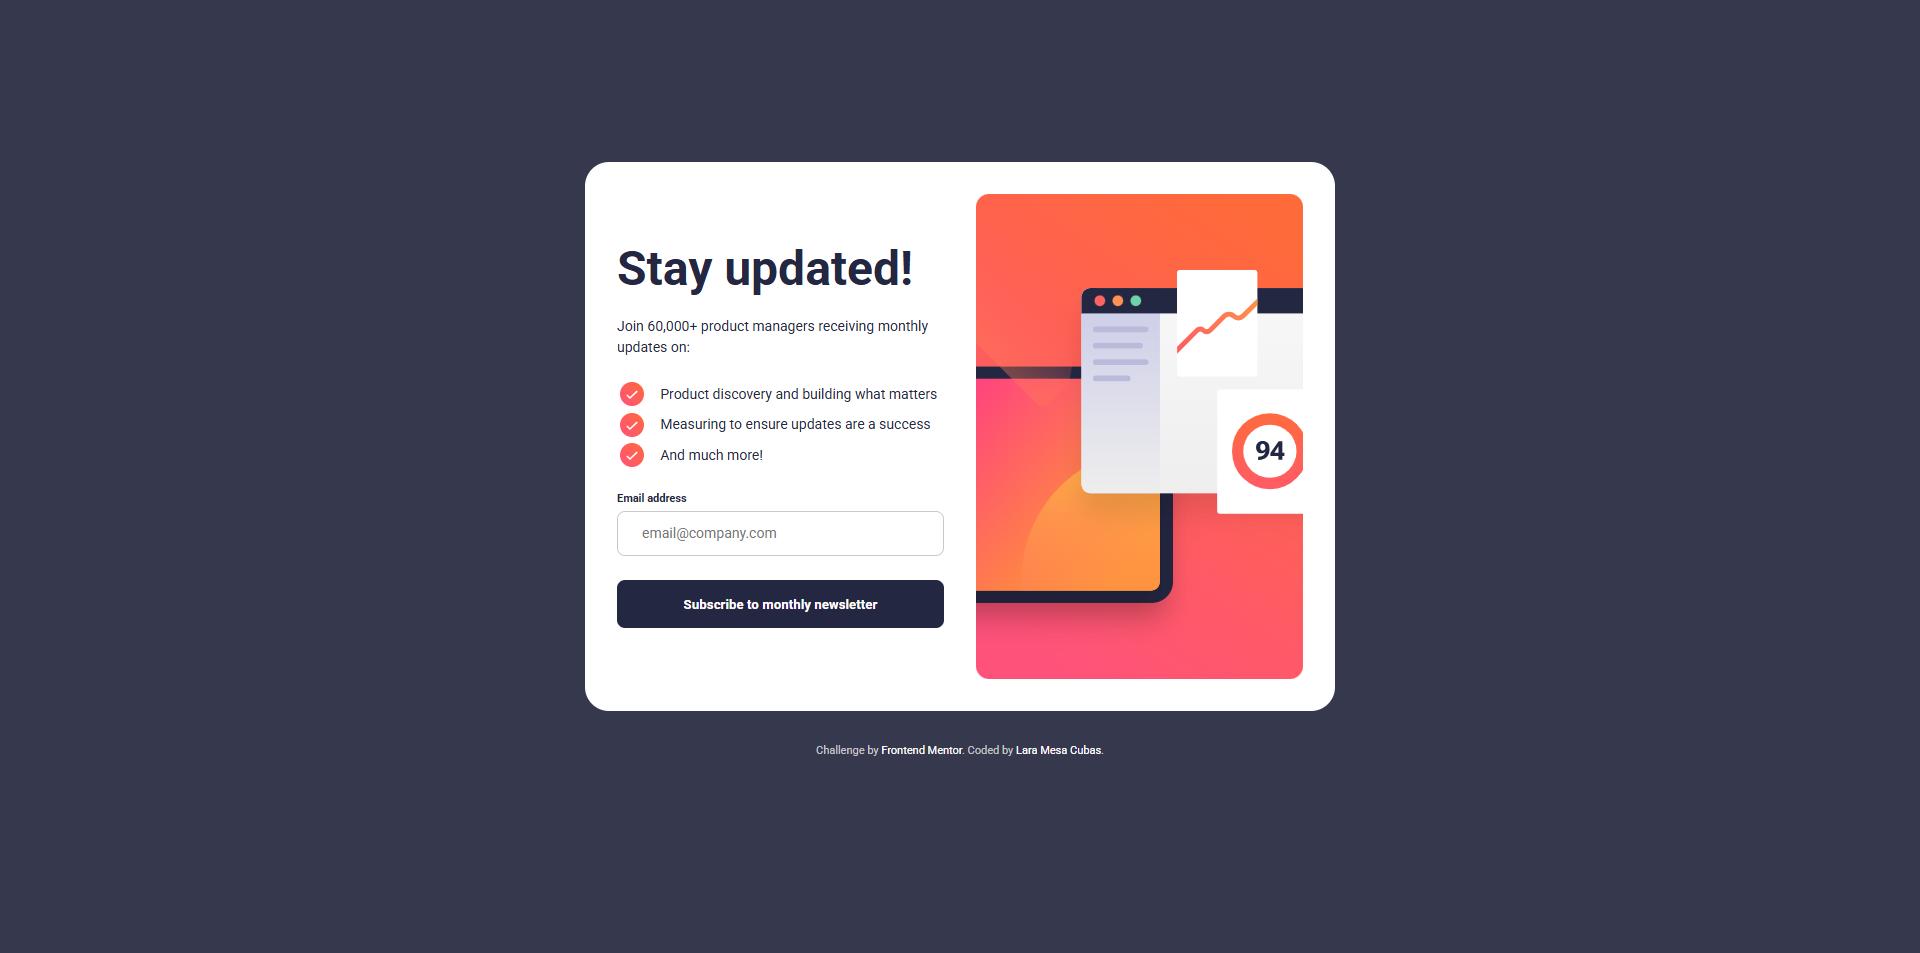 Stay updated!
Join 60,000+ product managers receiving monthly
updates on:
Product discovery and building what matters
Measuring to ensure updates are a success
And much more!
Email address
email@company.com
Subscribe to monthly newsletter
94
Challenge by Frontend Mentor. Coded by Lara Mesa Cubas.